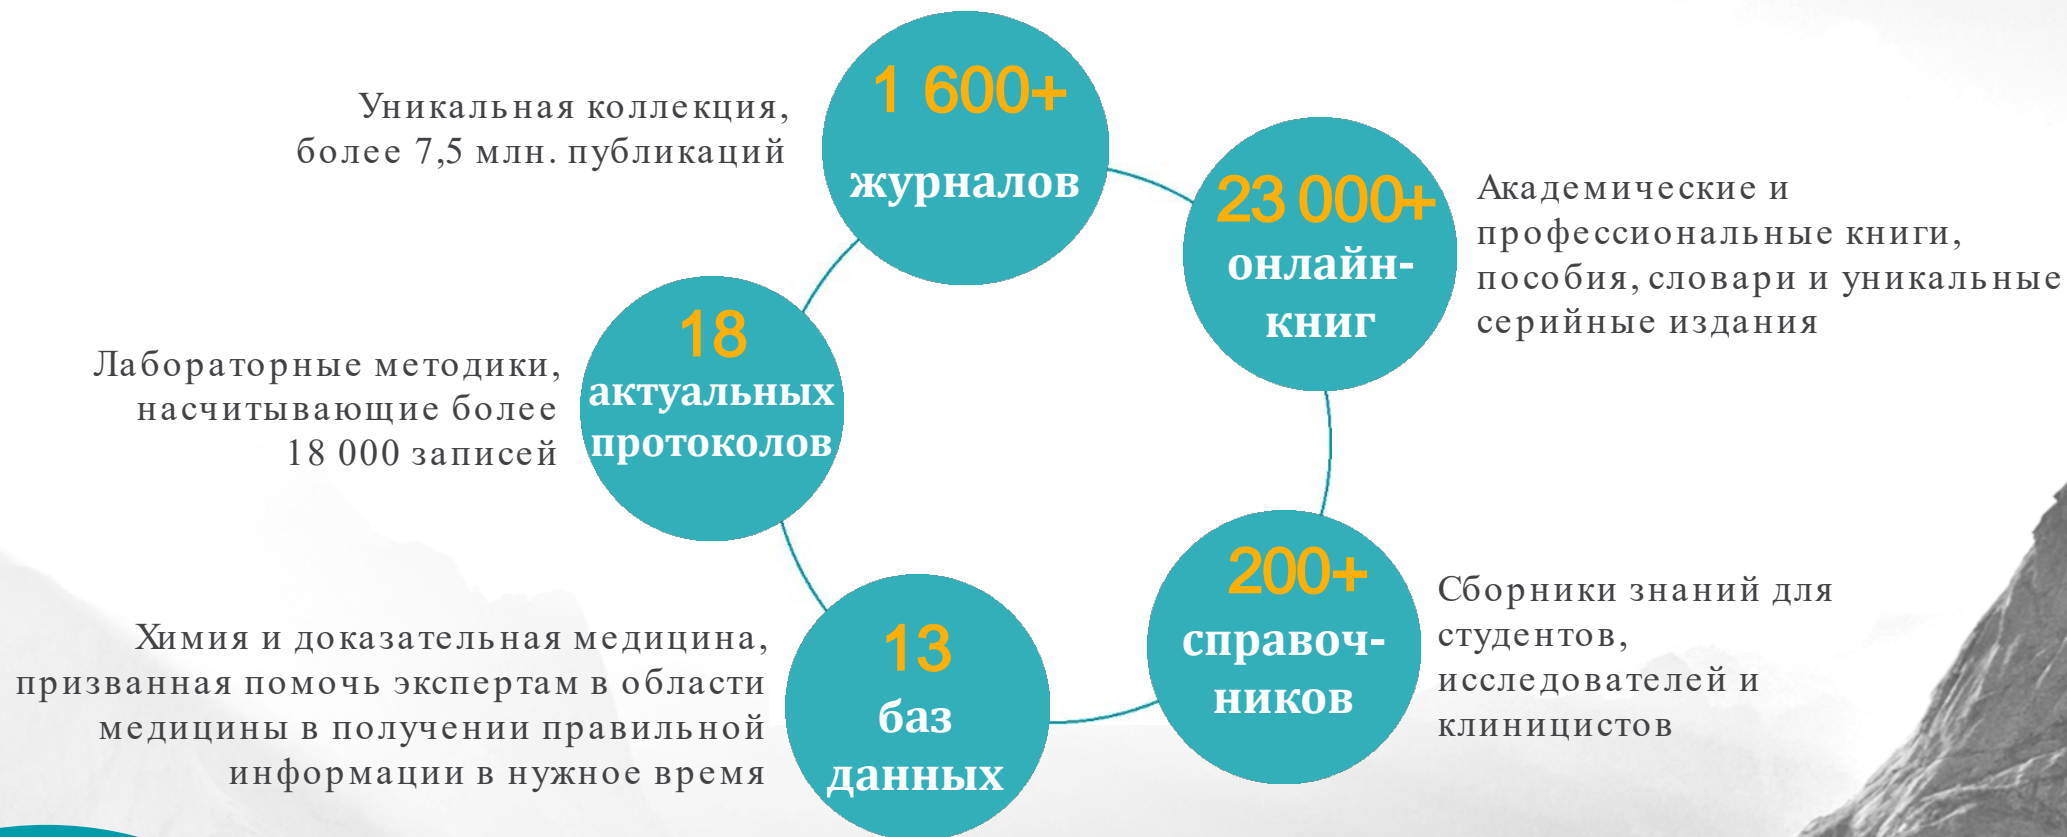 Уникальная коллекция,
более 7,5 млн. публикаций
1 600+
журналов
23 000+
онлайн-
книг
Академические и
профессиональные книги,
пособия, словари и уникальные
серийные издания
Лабораторные методики,
насчитывающие более
18 000 записей
18
актуальных
протоколов
200+
справоч-
ников
Сборники знаний для
студентов,
исследователей и
клиницистов
Химия и доказательная медицина,
призванная помочь экспертам в области
медицины в получении правильной
информации в нужное время
13
баз
данных